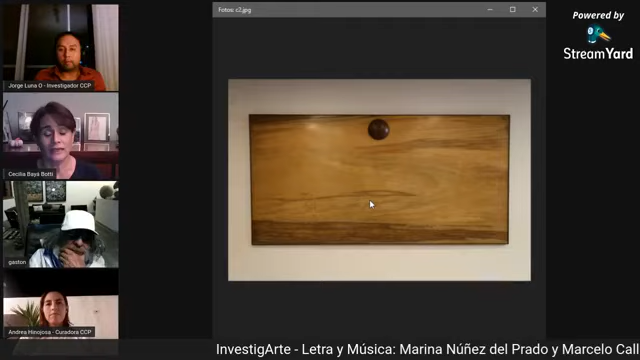 Fotos: c2.jpg
Powered by
StreamYard
Jorge Luna O - Investigador CCP
Cecilia Bayá Botti
gaston
Andrea Hinojosa - Curadora CCP
InvestigArte - Letra y Música: Marina Núñez del Prado y Marcelo Call